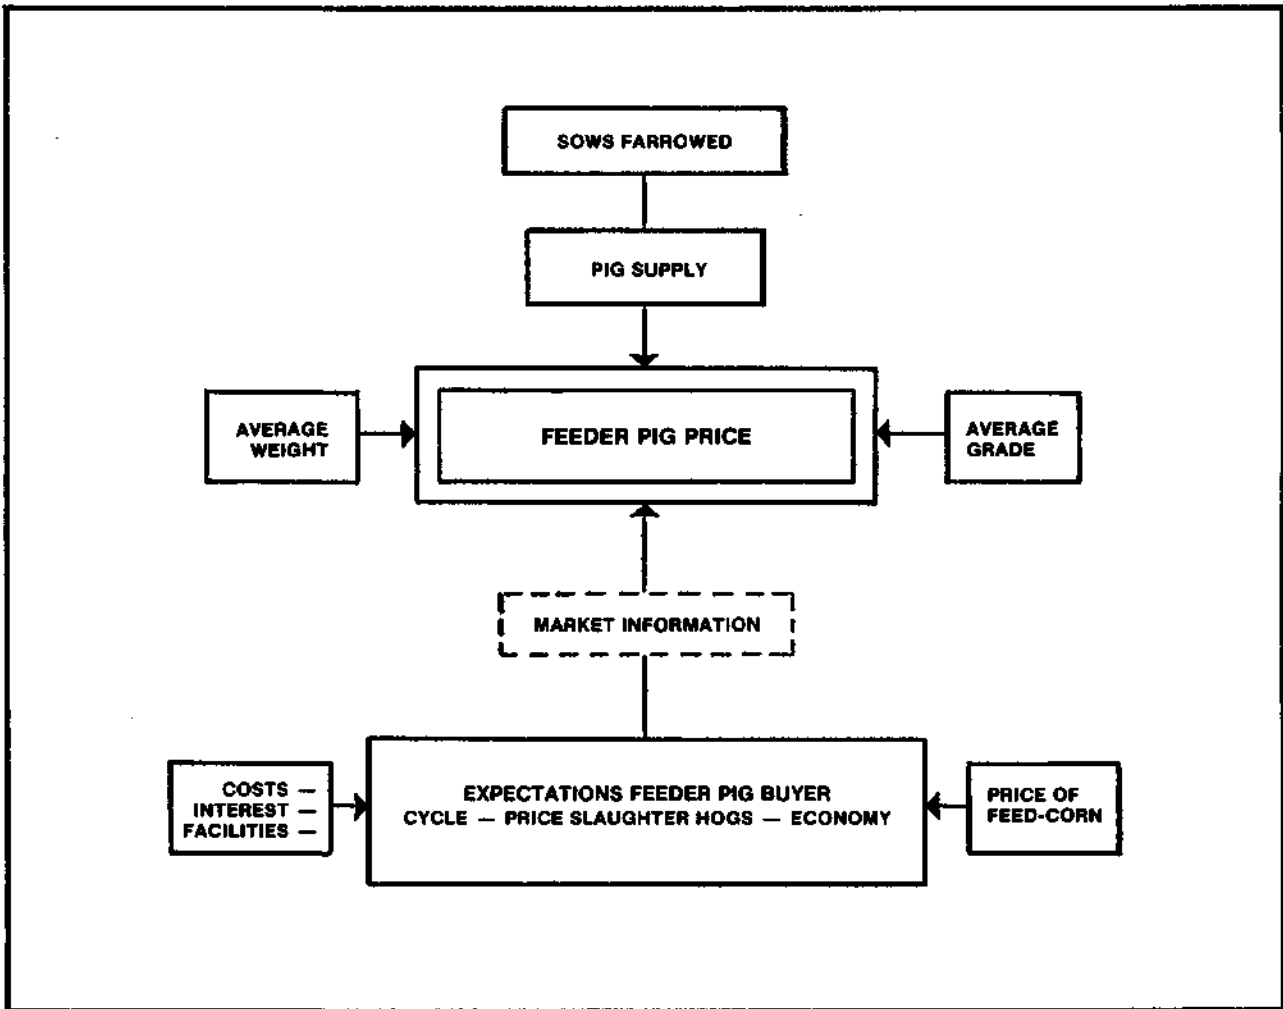 SOWS FARROWED
PIG SUPPLY
AVERAGE
WEIGHT
FEEDER PIG PRICE
AVERAGE
GRADE
MARKET INFORMATION
COSTS —
INTEREST —
FACILITIES —
EXPECTATIONS FEEDER PIG BUYER
CYCLE — PRICE SLAUGHTER HOGS — ECONOMY
PRICE OF
FEED-CORN